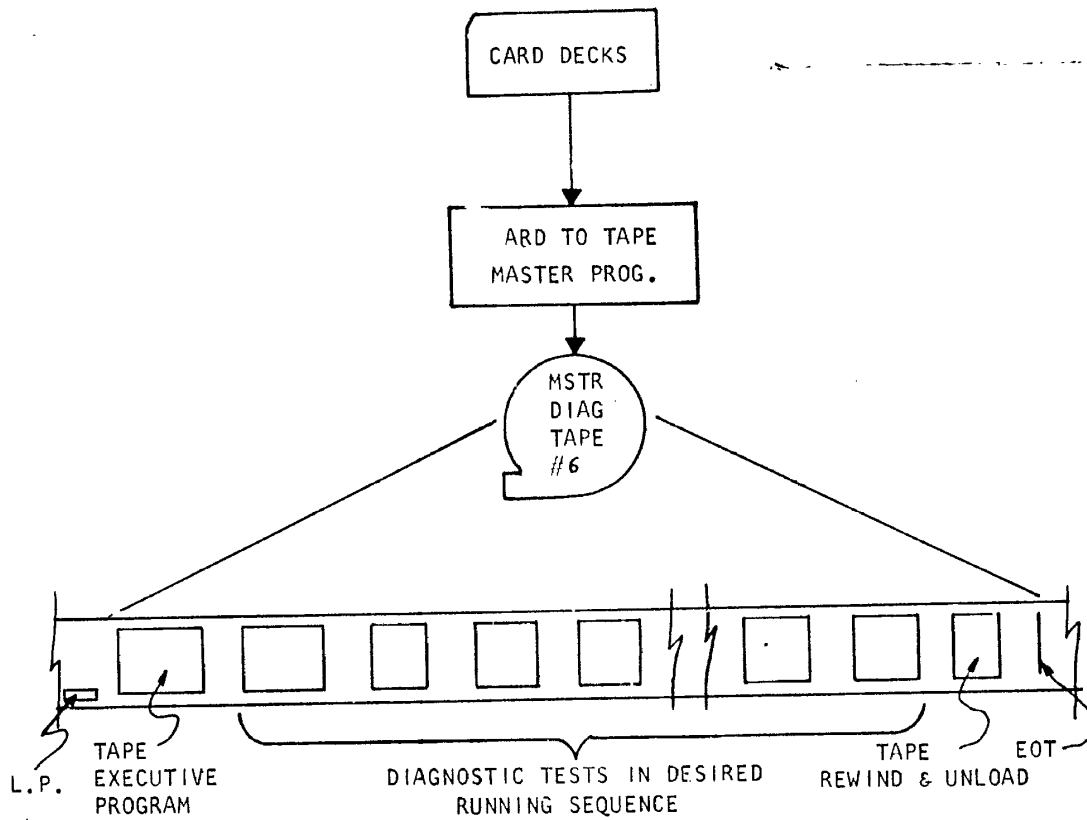 CARD DECKS
ARD TO TAPE
MASTER PROG.
MSTR
DIAG
TAPE
#6
L.P.
TAPE
EXECUTIVE
PROGRAM
DIAGNOSTIC TESTS IN DESIRED
RUNNING SEQUENCE
TAPE
REWIND & UNLOAD
EOT